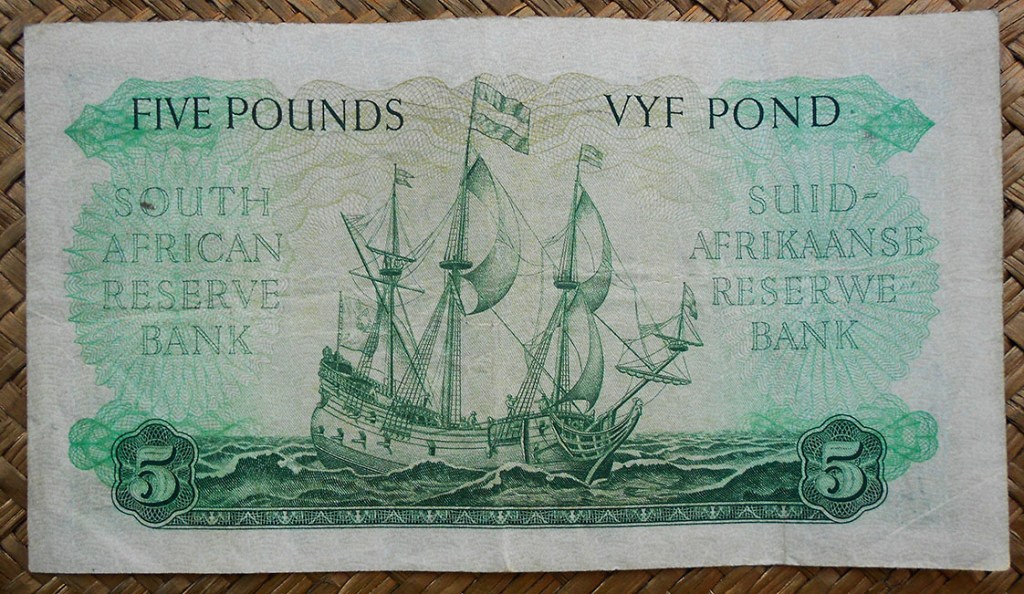 FIVE POUNDS
VYF POND
SOUTH
AFRICAN
RESERVE
BANK
SUID-
AFRIKAANSE
RESERWE-
BANK
5
5